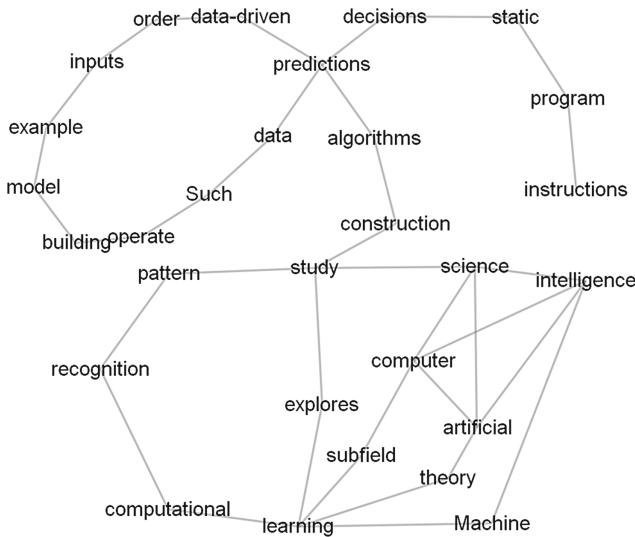 order data-driven decisions static
inputs predictions
program
example data algorithms
model Such instructions
building operate construction
pattern study science intelligence
recognition computer
explores artificial
subfield
theory
computational learning Machine